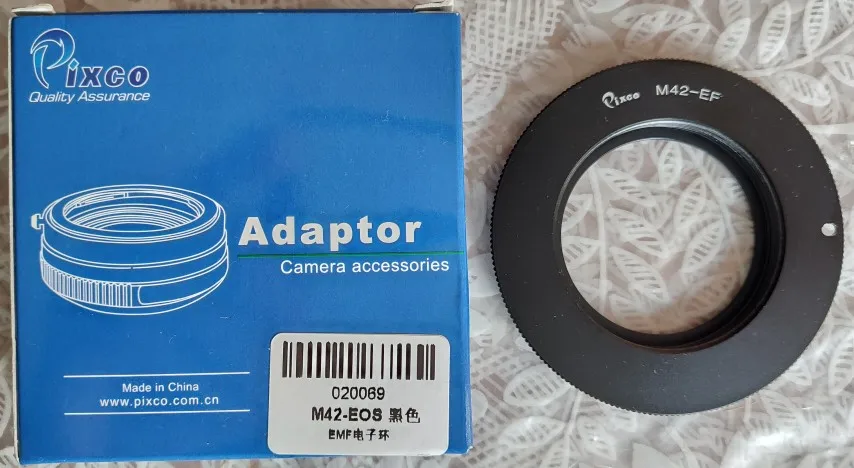 Pixco
Quality Assurance
Adaptor
Camera accessories
Made in China
www.pixco.com.cn
020069
M42-EOS 黑色
EMF电子环
Pixco M42-EF